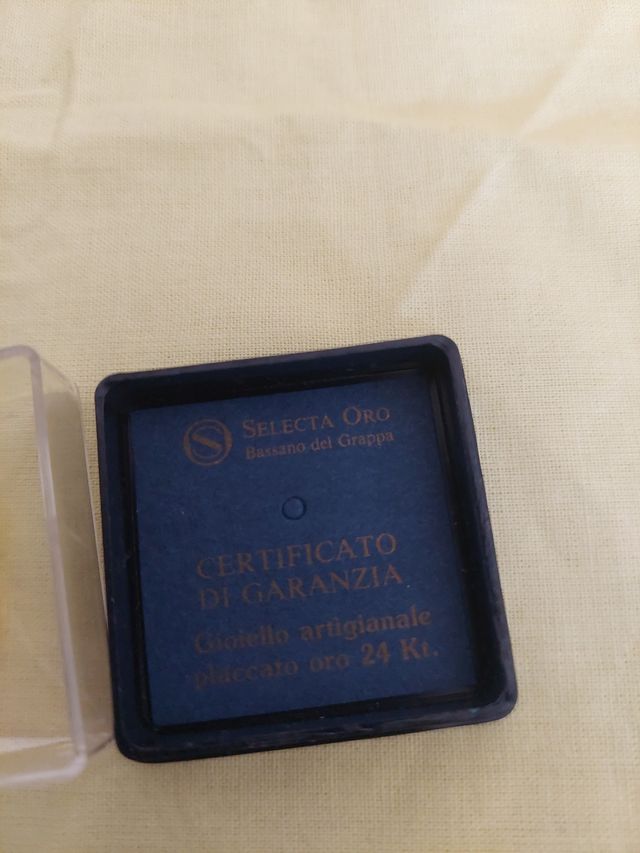 S SELECTA ORO
Bassano del Grappa
CERTIFICATO
DI GARANZIA
Gioiello artigianale
placcato oro 24 Kt.